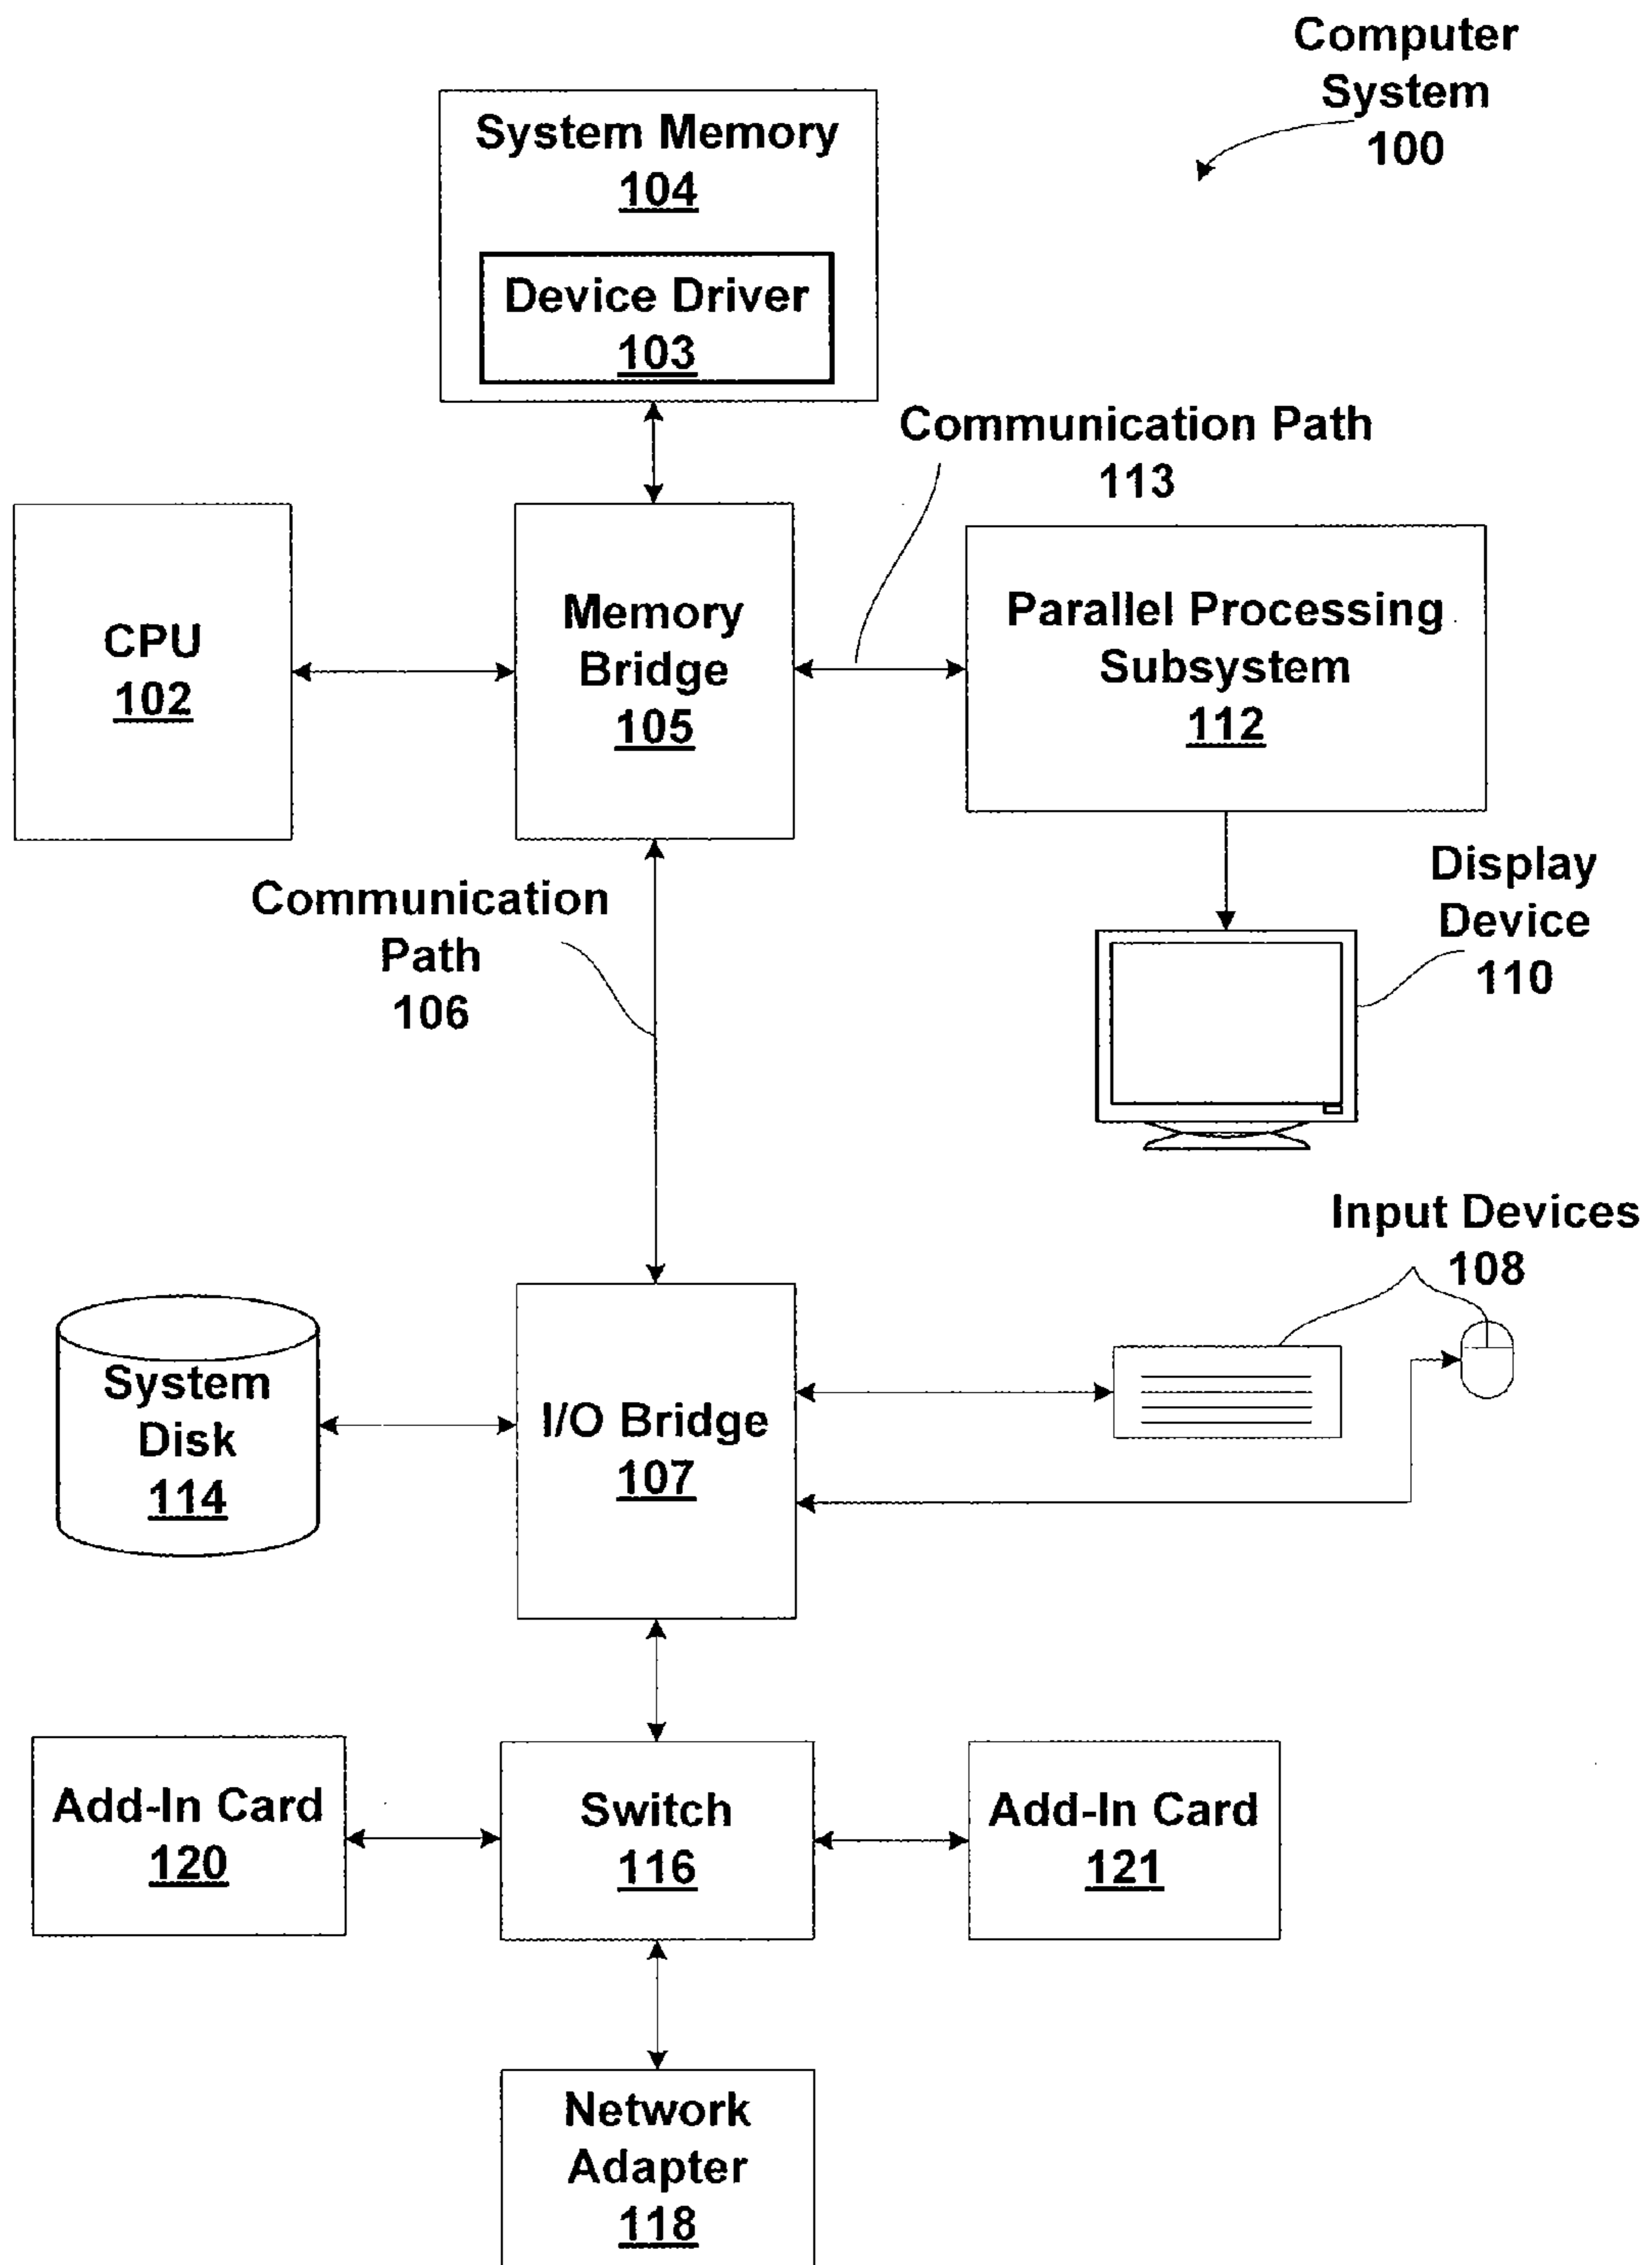 Computer
System
100
System Memory
104
Device Driver
103
Communication Path
113
CPU
102
Memory
Bridge
105
Parallel Processing
Subsystem
112
Communication
Path
106
Display
Device
110
Input Devices
108
System
Disk
114
I/O Bridge
107
Add-In Card
120
Switch
116
Add-In Card
121
Network
Adapter
118